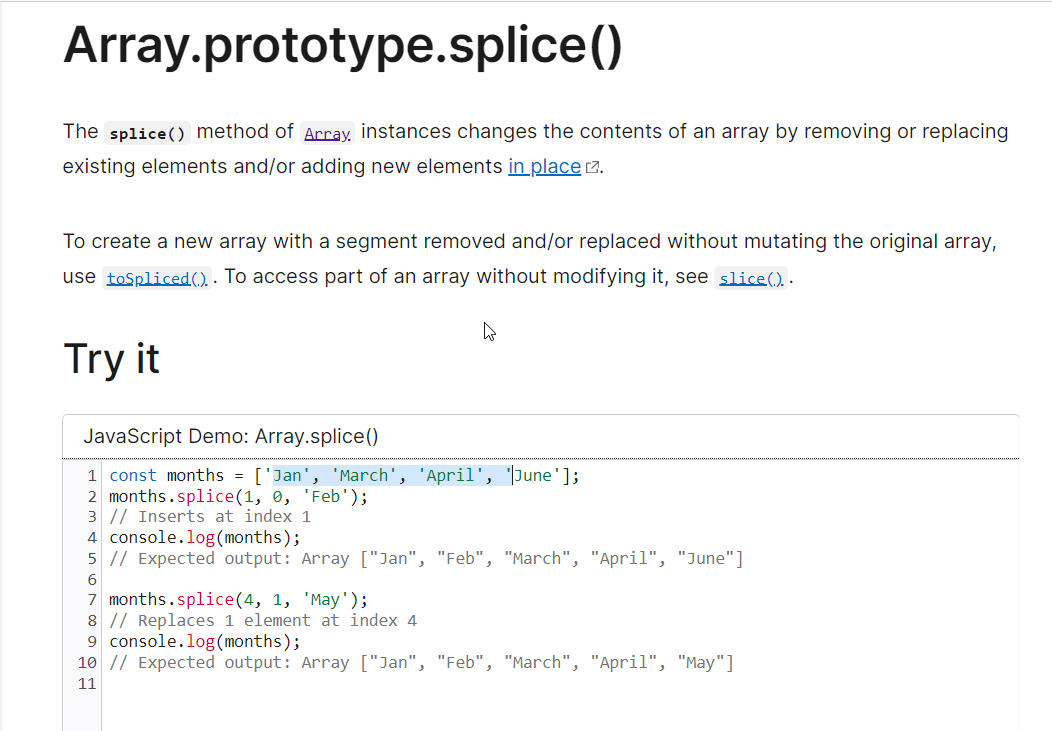 Array.prototype.splice()
The splice() method of Array instances changes the contents of an array by removing or replacing
existing elements and/or adding new elements in place.
To create a new array with a segment removed and/or replaced without mutating the original array,
use toSpliced(). To access part of an array without modifying it, see slice().
Try it
JavaScript Demo: Array.splice()
1 const months = ['Jan', 'March', 'April', 'June'];
2 months.splice(1, 0, 'Feb');
3 // Inserts at index 1
4 console.log(months);
5 // Expected output: Array ["Jan", "Feb", "March", "April", "June"]
6
7 months.splice(4, 1, 'May');
8 // Replaces 1 element at index 4
9 console.log(months);
10 // Expected output: Array ["Jan", "Feb", "March", "April", "May"]
11